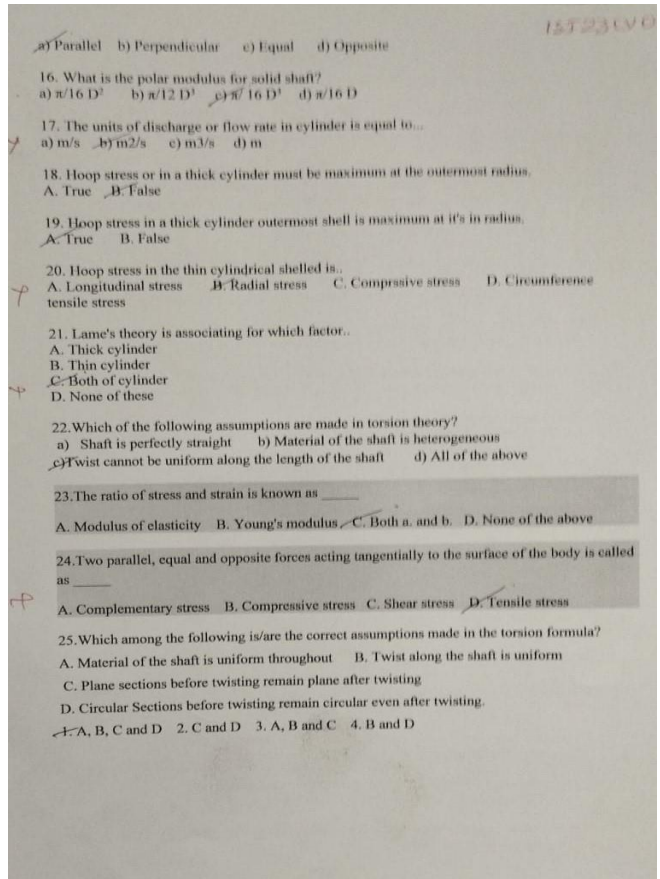 1ST23LVO
a) Parallel b) Perpendicular c) Equal d) Opposite
16. What is the polar modulus for solid shaft?
a) π/16 D² b) π/12 D³ c) π/ 16 D³ d) π/16 D
17. The units of discharge or flow rate in cylinder is equal to...
a) m/s b) m2/s c) m3/s d) m
18. Hoop stress or in a thick cylinder must be maximum at the outermost radius.
A. True B. False
19. Hoop stress in a thick cylinder outermost shell is maximum at it's in radius.
A. True B. False
20. Hoop stress in the thin cylindrical shelled is..
A. Longitudinal stress B. Radial stress C. Comprssive stress D. Circumference
tensile stress
21. Lame's theory is associating for which factor..
A. Thick cylinder
B. Thin cylinder
C. Both of cylinder
D. None of these
22.Which of the following assumptions are made in torsion theory?
a) Shaft is perfectly straight b) Material of the shaft is heterogeneous
c)Twist cannot be uniform along the length of the shaft d) All of the above
23.The ratio of stress and strain is known as ______
A. Modulus of elasticity B. Young's modulus C. Both a. and b. D. None of the above
24.Two parallel, equal and opposite forces acting tangentially to the surface of the body is called
as ______
A. Complementary stress B. Compressive stress C. Shear stress D. Tensile stress
25.Which among the following is/are the correct assumptions made in the torsion formula?
A. Material of the shaft is uniform throughout B. Twist along the shaft is uniform
C. Plane sections before twisting remain plane after twisting
D. Circular Sections before twisting remain circular even after twisting.
1. A, B, C and D 2. C and D 3. A, B and C 4. B and D